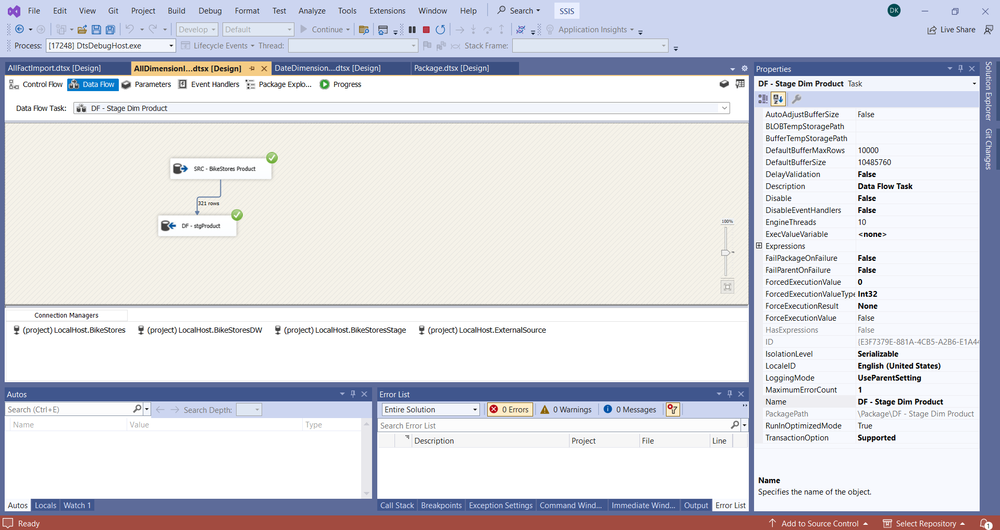 File Edit View Git Project Build Debug Format Test Analyze Tools Extensions Window Help Search SSIS DK
Develop Default Continue Application Insights Live Share
Process: [17248] DtsDebugHost.exe Lifecycle Events Thread: Stack Frame:
AllFactImport.dtsx [Design] AllDimensionI...dtsx [Design] DateDimension....dtsx [Design] Package.dtsx [Design]
Control Flow Data Flow Parameters Event Handlers Package Explo... Progress
Data Flow Task: DF - Stage Dim Product
SRC - BikeStores Product
321 rows
DF - stgProduct
100%
Connection Managers
(project) LocalHost.BikeStores (project) LocalHost.BikeStoresDW (project) LocalHost.BikeStoresStage (project) LocalHost.ExternalSource
Autos
Search (Ctrl+E) Search Depth:
Name Value Type
Autos Locals Watch 1
Error List
Entire Solution 0 Errors 0 Warnings 0 Messages
Search Error List
Description Project File Line
Call Stack Breakpoints Exception Settings Command Wind... Immediate Wind... Output Error List
Properties
DF - Stage Dim Product Task
AutoAdjustBufferSize False
BLOBTempStoragePath
BufferTempStoragePath
DefaultBufferMaxRows 10000
DefaultBufferSize 10485760
DelayValidation False
Description Data Flow Task
Disable False
DisableEventHandlers False
EngineThreads 10
ExecValueVariable <none>
Expressions
FailPackageOnFailure False
FailParentOnFailure False
ForcedExecutionValue 0
ForcedExecutionValueType Int32
ForceExecutionResult None
ForceExecutionValue False
HasExpressions False
ID {E3F7379E-881A-4CB5-A2B6-E1A44
IsolationLevel Serializable
LocaleID English (United States)
LoggingMode UseParentSetting
MaximumErrorCount 1
Name DF - Stage Dim Product
PackagePath \Package\DF - Stage Dim Product
RunInOptimizedMode True
TransactionOption Supported
Name
Specifies the name of the object.
Solution Explorer
Git Changes
Ready Add to Source Control Select Repository 1